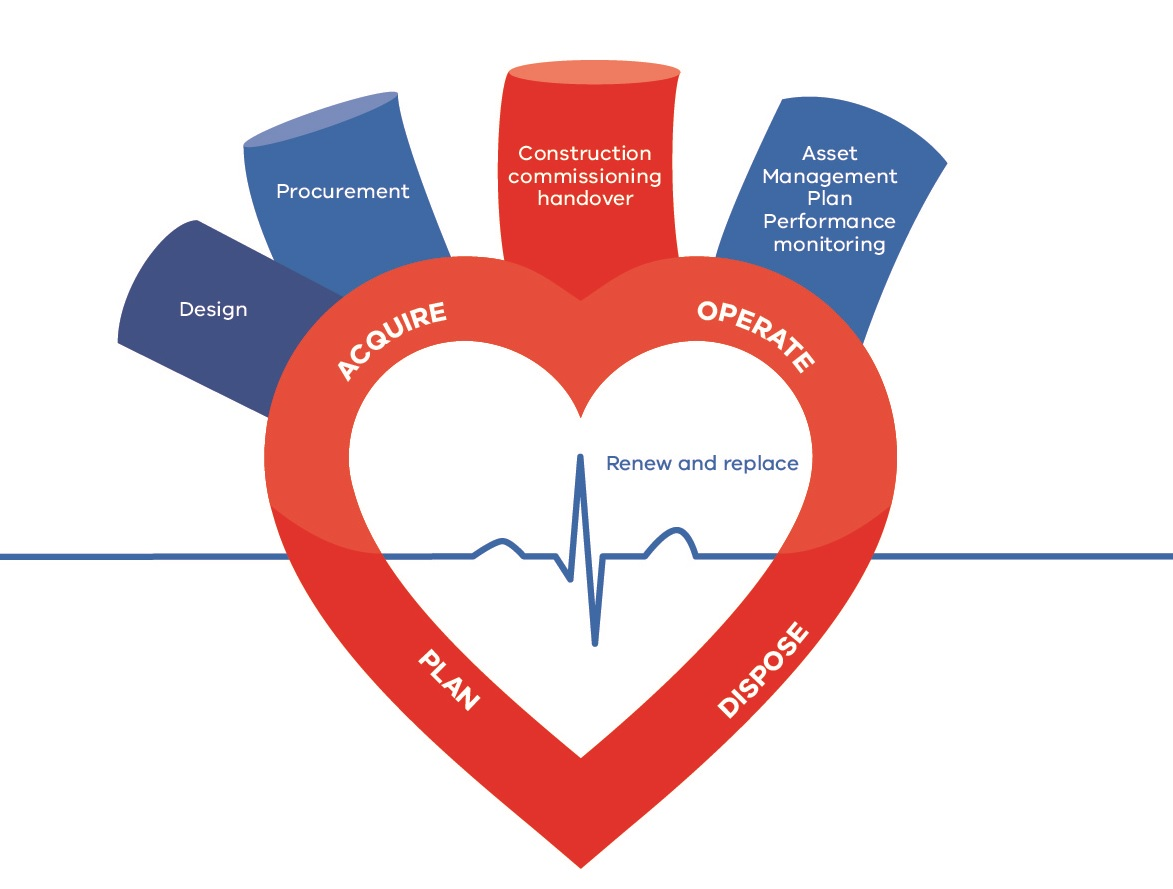 Construction
commissioning
handover
Asset
Management
Plan
Performance
monitoring
Procurement
Design
ACQUIRE
OPERATE
Renew and replace
PLAN
DISPOSE